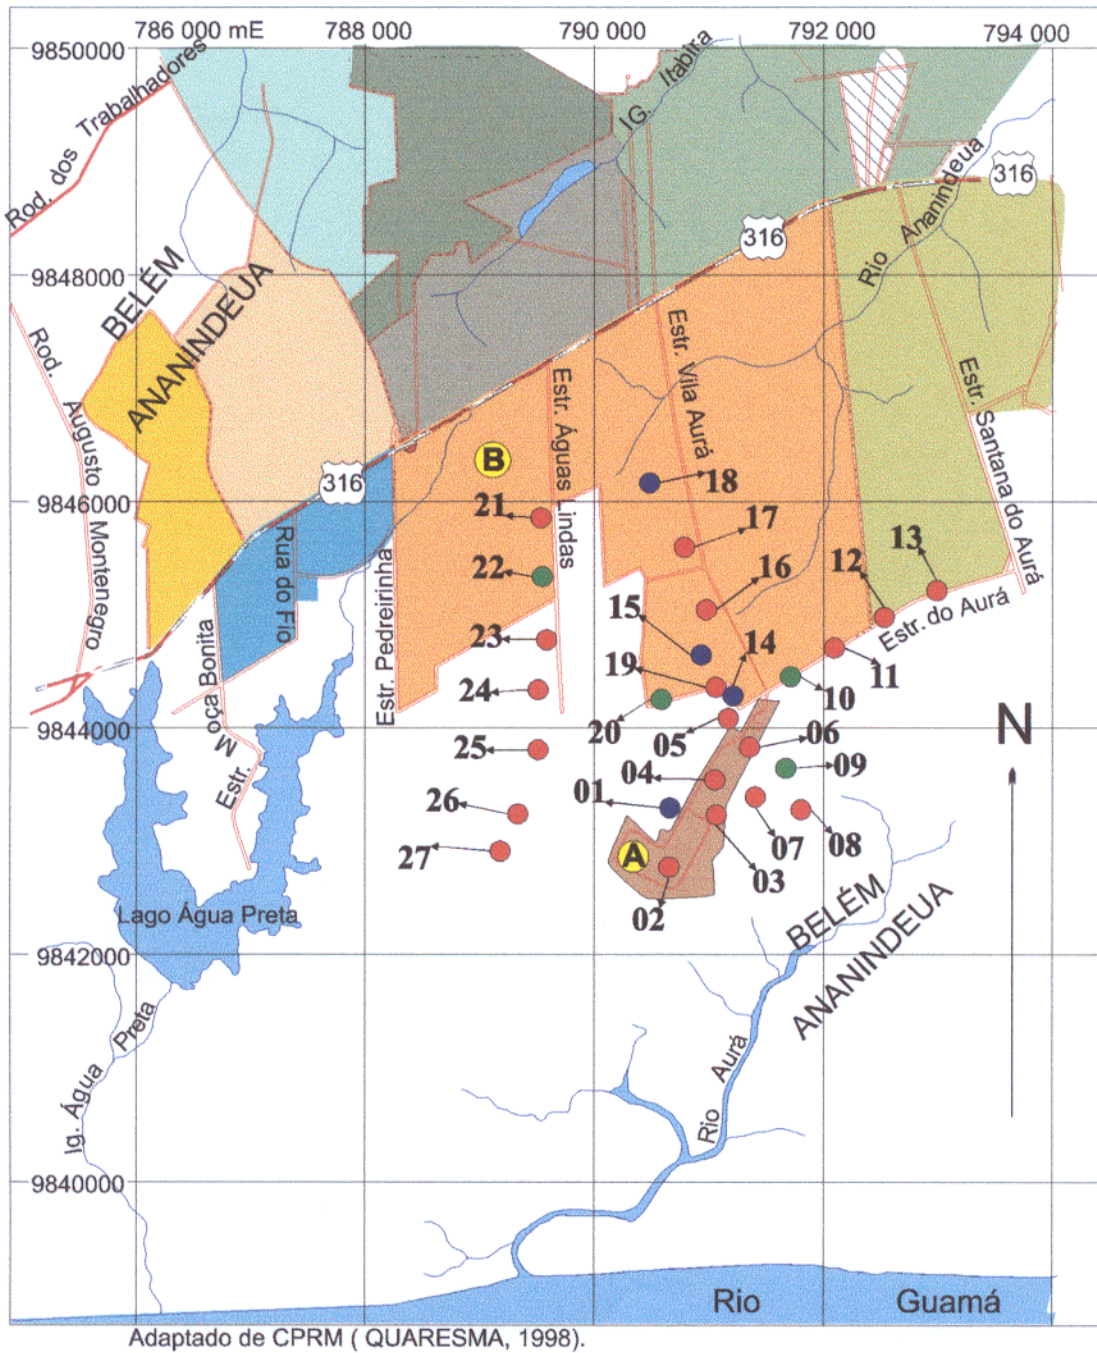 786 000 mE
788 000
790 000
792 000
794 000
9850000
Rod. dos Trabalhadores
IG. Itabira
Rio Ananindeua
316
316
BELÉM
ANANINDEUA
9848000
Rod. Augusto Montenegro
Estr. Vila Aurá
Estr. Águas Lindas
Estr. Santana do Aurá
B
316
18
9846000
21
17
Rua do Fio
Estr. Pedreirinha
22
16
12
13
15
14
Estr. do Aurá
23
19
11
Estr. Moça Bonita
24
10
9844000
20
05
06
N
25
04
09
26
01
27
A
07
08
03
02
Lago Água Preta
BELÉM
ANANINDEUA
9842000
Ig. Água Preta
Rio Aurá
9840000
Rio Guamá
Adaptado de CPRM ( QUARESMA, 1998).